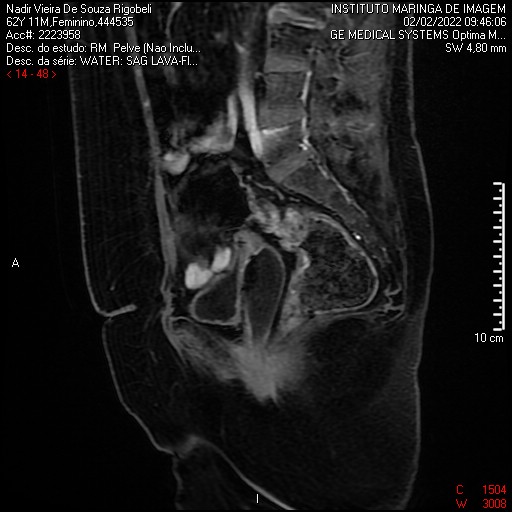 Nadir Vieira De Souza Rigobeli
62Y 11M,Feminino,444535
Acc#: 2223958
Desc. do estudo: RM Pelve (Nao Inclu...
Desc. da série: WATER: SAG LAVA-Fl...
< 14 - 48 >
INSTITUTO MARINGA DE IMAGEM
02/02/2022 09:46:06
GE MEDICAL SYSTEMS Optima M...
SW 4,80 mm
A
10 cm
I
C 1504
W 3008